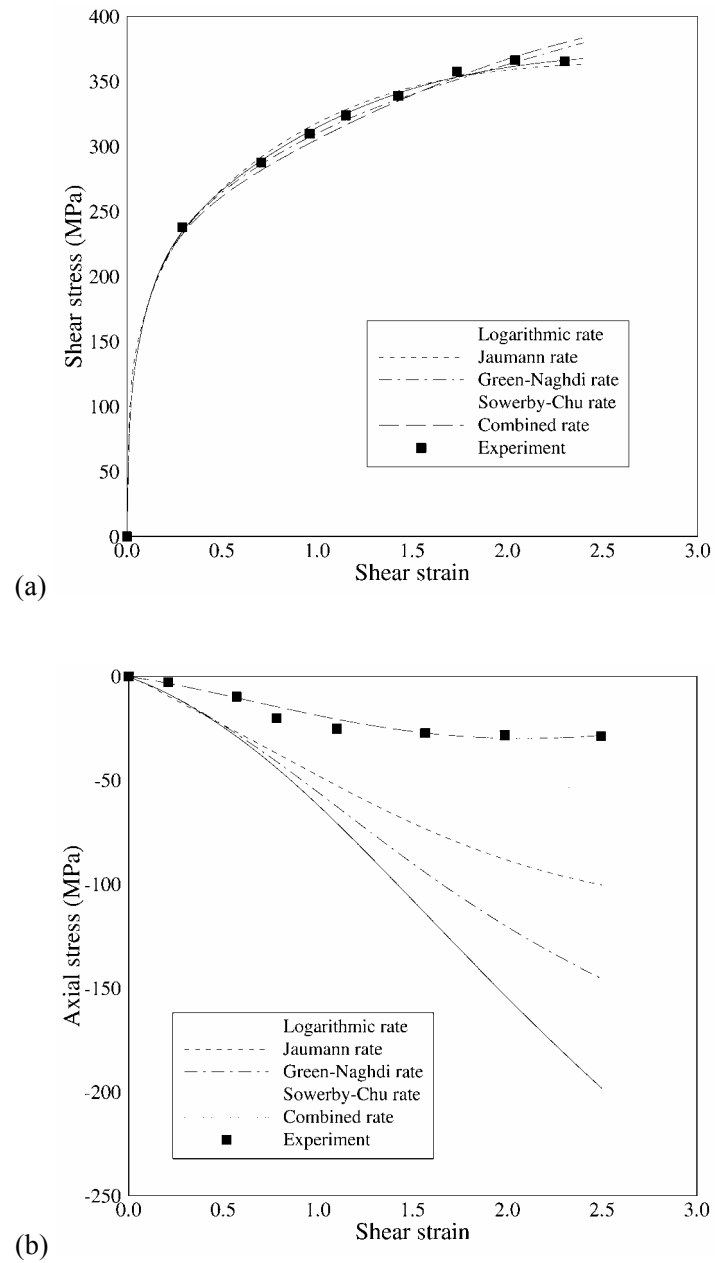 400
350
300
250
200
150
100
50
0
Shear stress (MPa)
Logarithmic rate
Jaumann rate
Green-Naghdi rate
Sowerby-Chu rate
Combined rate
Experiment
0.0 0.5 1.0 1.5 2.0 2.5 3.0
Shear strain
(a)
0
-50
-100
-150
-200
-250
Axial stress (MPa)
Logarithmic rate
Jaumann rate
Green-Naghdi rate
Sowerby-Chu rate
Combined rate
Experiment
0.0 0.5 1.0 1.5 2.0 2.5 3.0
Shear strain
(b)